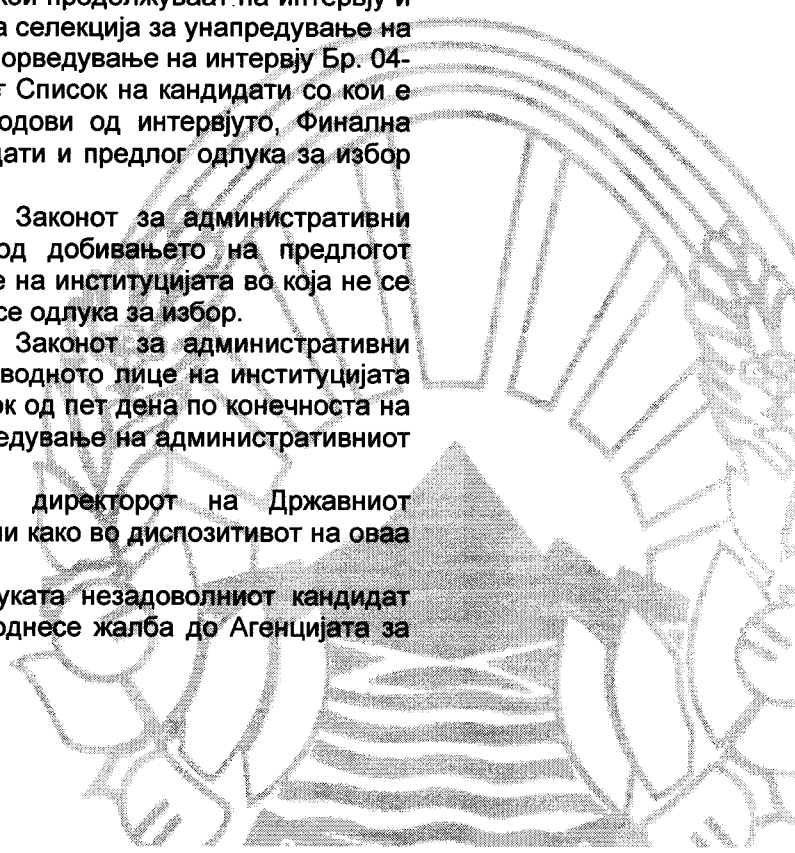 кои продолжуваат на интервју и
а селекција за унапредување на
орведување на интервју Бр. 04-
г Список на кандидати со кои е
одови од интервјуто, Финална
дати и предлог одлука за избор
Законот за административни
од добивањето на предлогот
е на институцијата во која не се
се одлука за избор.
Законот за административни
водното лице на институцијата
ок од пет дена по конечноста на
едување на административниот
директорот на Државниот
и како во диспозитивот на оваа
уката незадоволниот кандидат
однесе жалба до Агенцијата за